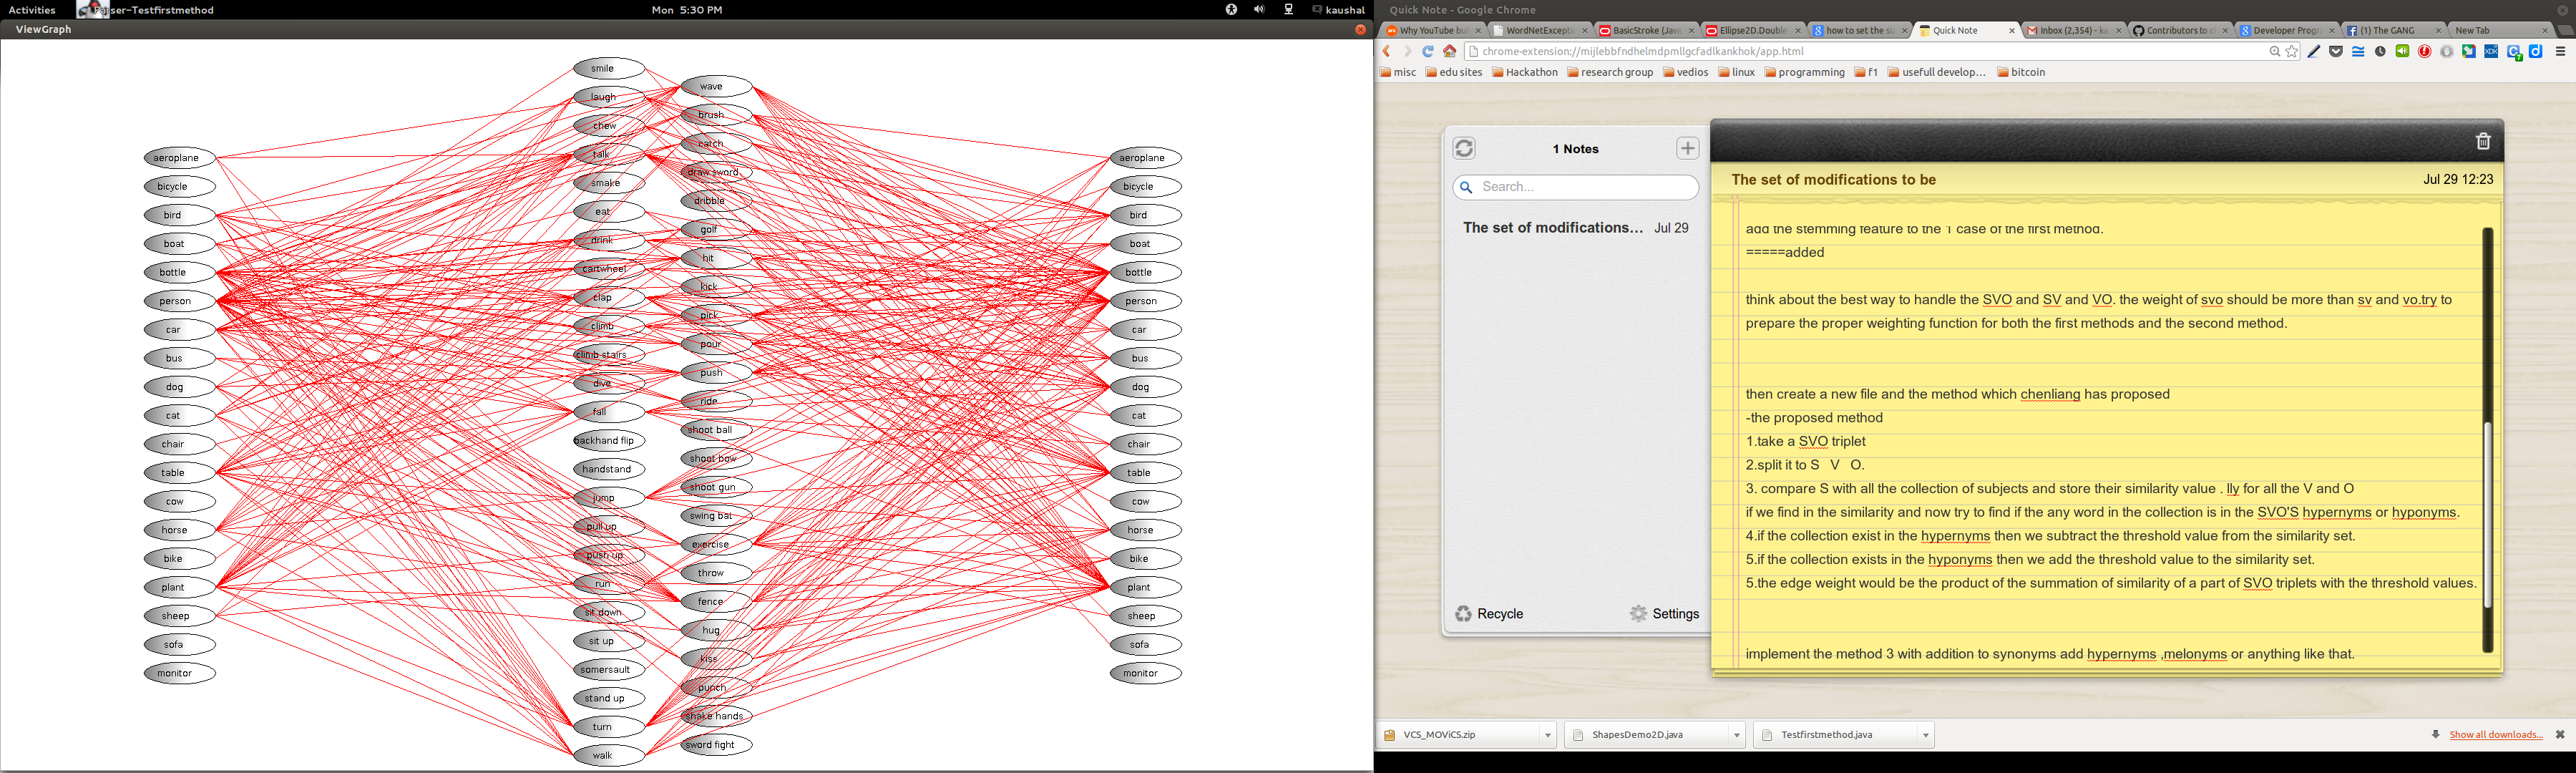 Activities
Parser-Testfirstmethod
Mon 5:30 PM
kaushal
ViewGraph
aeroplane
bicycle
bird
boat
bottle
person
car
bus
dog
cat
chair
table
cow
horse
bike
plant
sheep
sofa
monitor
smile
laugh
chew
talk
smake
eat
drink
cartwheel
clap
climb
climb stairs
dive
fall
backhand flip
handstand
jump
pull up
push up
run
sit down
sit up
somersault
stand up
turn
walk
wave
brush
catch
draw sword
dribble
golf
hit
kick
pick
pour
push
ride
shoot ball
shoot bow
shoot gun
swing bat
exercise
throw
fence
hug
kiss
punch
shake hands
sword fight
aeroplane
bicycle
bird
boat
bottle
person
car
bus
dog
cat
chair
table
cow
horse
bike
plant
sheep
sofa
monitor
Quick Note - Google Chrome
Why YouTube bu
WordNetExcepti
BasicStroke (Java
Ellipse2D.Double
how to set the si
Quick Note
Inbox (2,354) - ka
Contributors to c
Developer Progr
(1) The GANG
New Tab
chrome-extension://mijlebbfndhelmdpmllgcfadlkankhok/app.html
misc
edu sites
Hackathon
research group
vedios
linux
programming
f1
usefull develop...
bitcoin
1 Notes
Search...
The set of modifications... Jul 29
Recycle
Settings
The set of modifications to be
Jul 29 12:23
add the stemming feature to the 1 case of the first method.
=====added
think about the best way to handle the SVO and SV and VO. the weight of svo should be more than sv and vo.try to
prepare the proper weighting function for both the first methods and the second method.
then create a new file and the method which chenliang has proposed
-the proposed method
1.take a SVO triplet
2.split it to S V O.
3. compare S with all the collection of subjects and store their similarity value . lly for all the V and O
if we find in the similarity and now try to find if the any word in the collection is in the SVO'S hypernyms or hyponyms.
4.if the collection exist in the hypernyms then we subtract the threshold value from the similarity set.
5.if the collection exists in the hyponyms then we add the threshold value to the similarity set.
5.the edge weight would be the product of the summation of similarity of a part of SVO triplets with the threshold values.
implement the method 3 with addition to synonyms add hypernyms ,melonyms or anything like that.
VCS_MOViCS.zip
ShapesDemo2D.java
Testfirstmethod.java
Show all downloads...